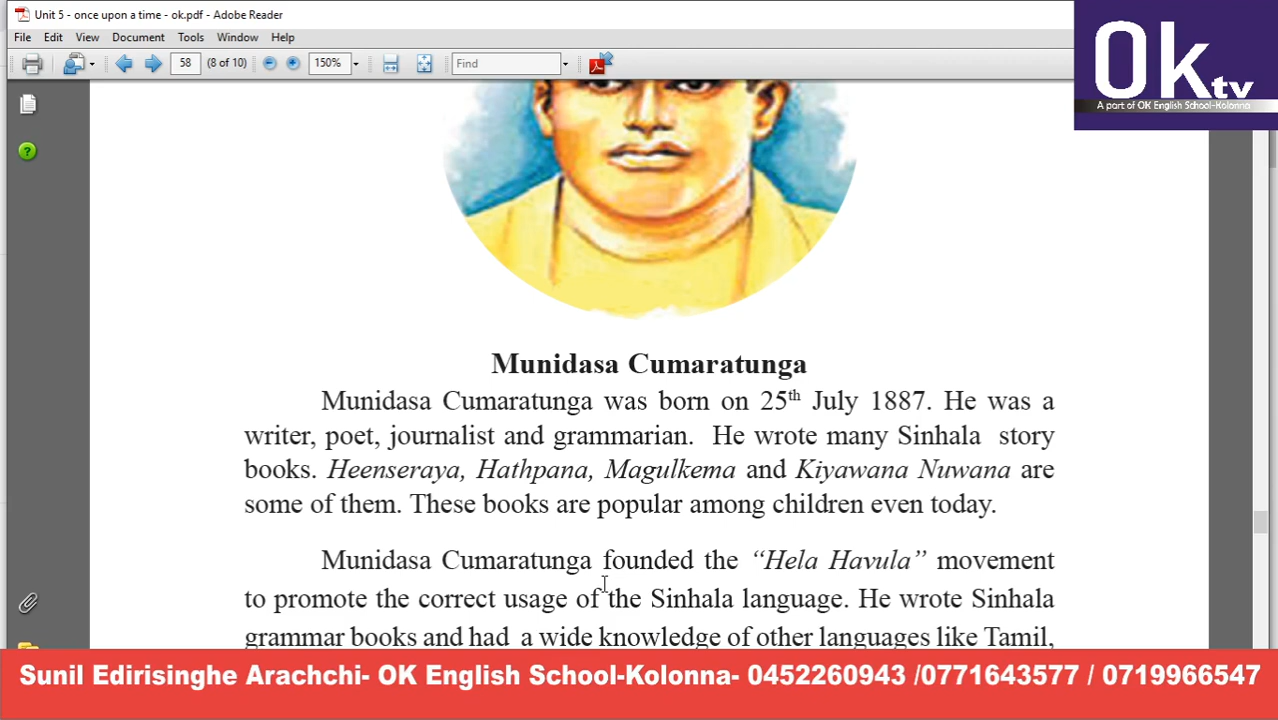 Unit 5 - once upon a time - ok.pdf - Adobe Reader
File Edit View Document Tools Window Help
58 (8 of 10) 150% Find
Ok tv
A part of OK English School-Kolonna
Munidasa Cumaratunga
Munidasa Cumaratunga was born on 25th July 1887. He was a
writer, poet, journalist and grammarian. He wrote many Sinhala story
books. Heenseraya, Hathpana, Magulkema and Kiyawana Nuwana are
some of them. These books are popular among children even today.
Munidasa Cumaratunga founded the “Hela Havula” movement
to promote the correct usage of the Sinhala language. He wrote Sinhala
grammar books and had a wide knowledge of other languages like Tamil,
Sunil Edirisinghe Arachchi- OK English School-Kolonna- 0452260943 /0771643577 / 0719966547